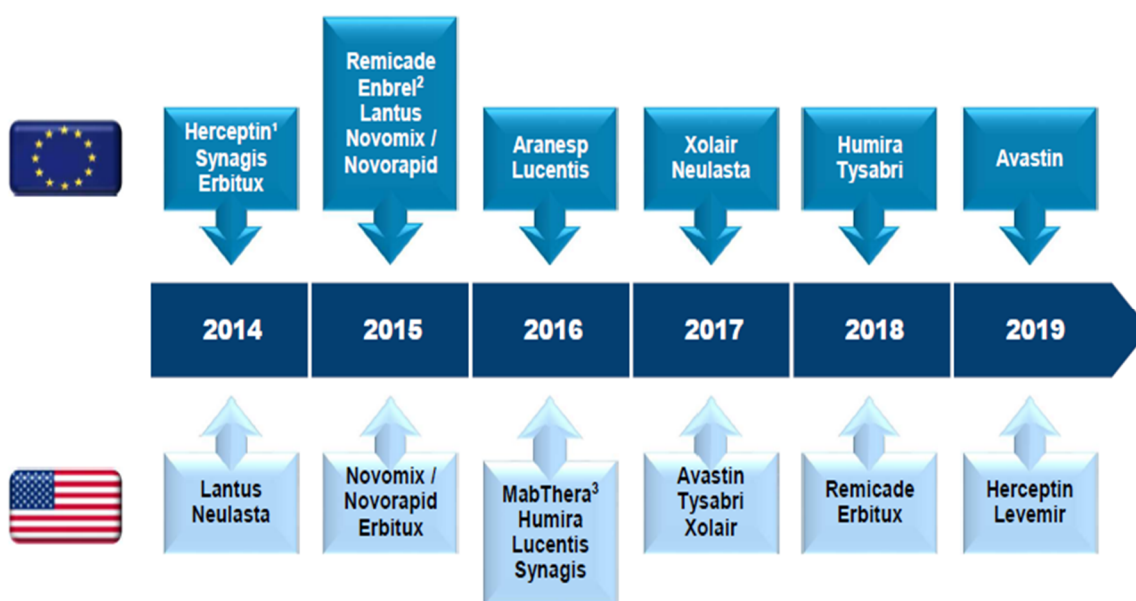 Herceptin¹
Synagis
Erbitux
Remicade
Enbrel²
Lantus
Novomix /
Novorapid
Aranesp
Lucentis
Xolair
Neulasta
Humira
Tysabri
Avastin
2014
2015
2016
2017
2018
2019
Lantus
Neulasta
Novomix /
Novorapid
Erbitux
MabThera³
Humira
Lucentis
Synagis
Avastin
Tysabri
Xolair
Remicade
Erbitux
Herceptin
Levemir